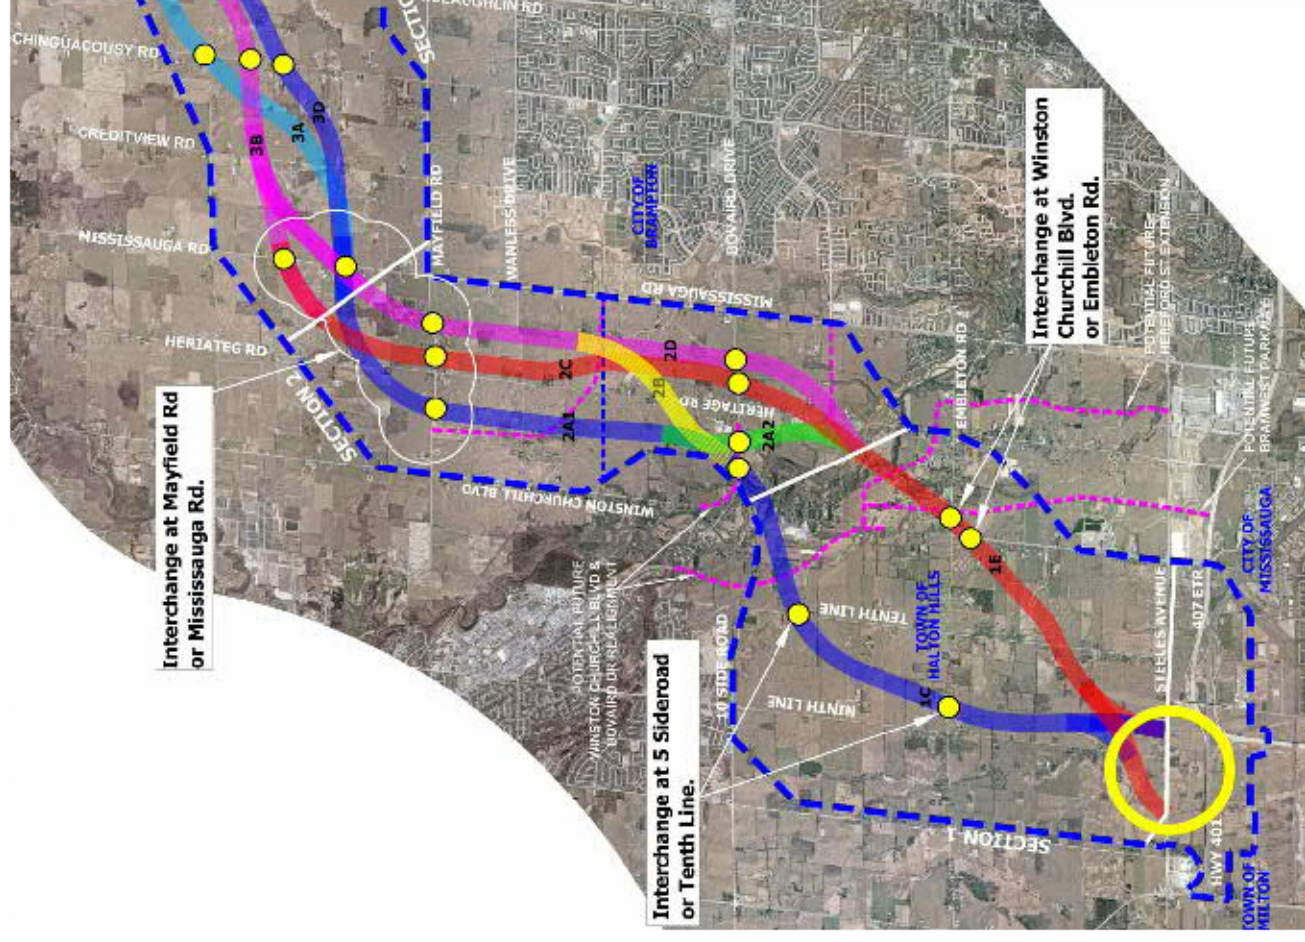 McLAUGHLIN RD
CHINGUACOUSY RD
CREDITVIEW RD
MISSISSAUGA RD
HERIATEG RD
3B
3A
3D
MAYFIELD RD
WANLESS DRIVE
CITY OF
BRAMPTON
BOVAIRD DRIVE
MISSISSAUGA RD
SECTION 2
Interchange at Mayfield Rd
or Mississauga Rd.
2C
2D
2B
2A1
2A2
HERITAGE RD
WINSTON CHURCHILL BLVD
EMBLETON RD
Interchange at Winston
Churchill Blvd.
or Embleton Rd.
POTENTIAL FUTURE
POTENTIAL FUTURE
BRAMWEST PARKWAY
POTENTIAL FUTURE
WINSTON CHURCHILL BLVD &
BOVAIRD DR REALIGNMENT
10 SIDE ROAD
TENTH LINE
NINTH LINE
TOWN OF
HALTON HILLS
1C
1E
STEELES AVENUE
407 ETR
CITY OF
MISSISSAUGA
Interchange at 5 Sideroad
or Tenth Line.
SECTION 1
HWY 401
TOWN OF
MILTON